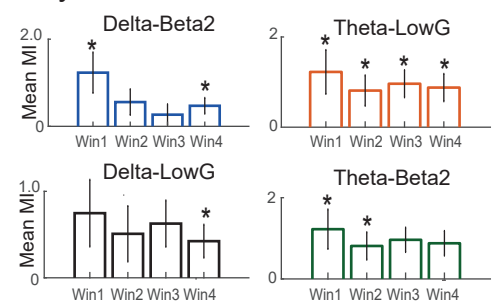 Delta-Beta2
Mean MI
2.0
0
* *
Win1 Win2 Win3 Win4
Theta-LowG
2
0
* * * *
Win1 Win2 Win3 Win4
Delta-LowG
Mean MI
1.0
0
*
Win1 Win2 Win3 Win4
Theta-Beta2
2
0
* *
Win1 Win2 Win3 Win4